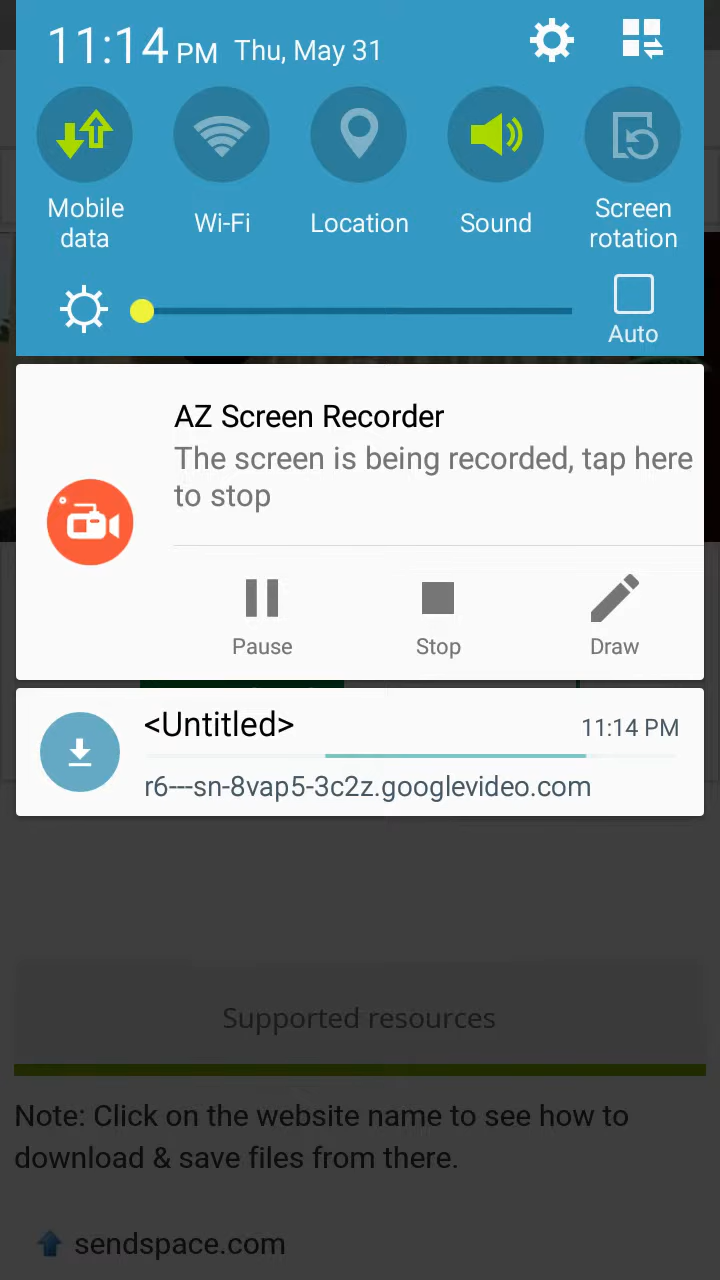 11:14 PM Thu, May 31
Mobile data
Wi-Fi
Location
Sound
Screen rotation
Auto
AZ Screen Recorder
The screen is being recorded, tap here
to stop
Pause
Stop
Draw
<Untitled>
11:14 PM
r6---sn-8vap5-3c2z.googlevideo.com
Supported resources
Note: Click on the website name to see how to
download & save files from there.
sendspace.com